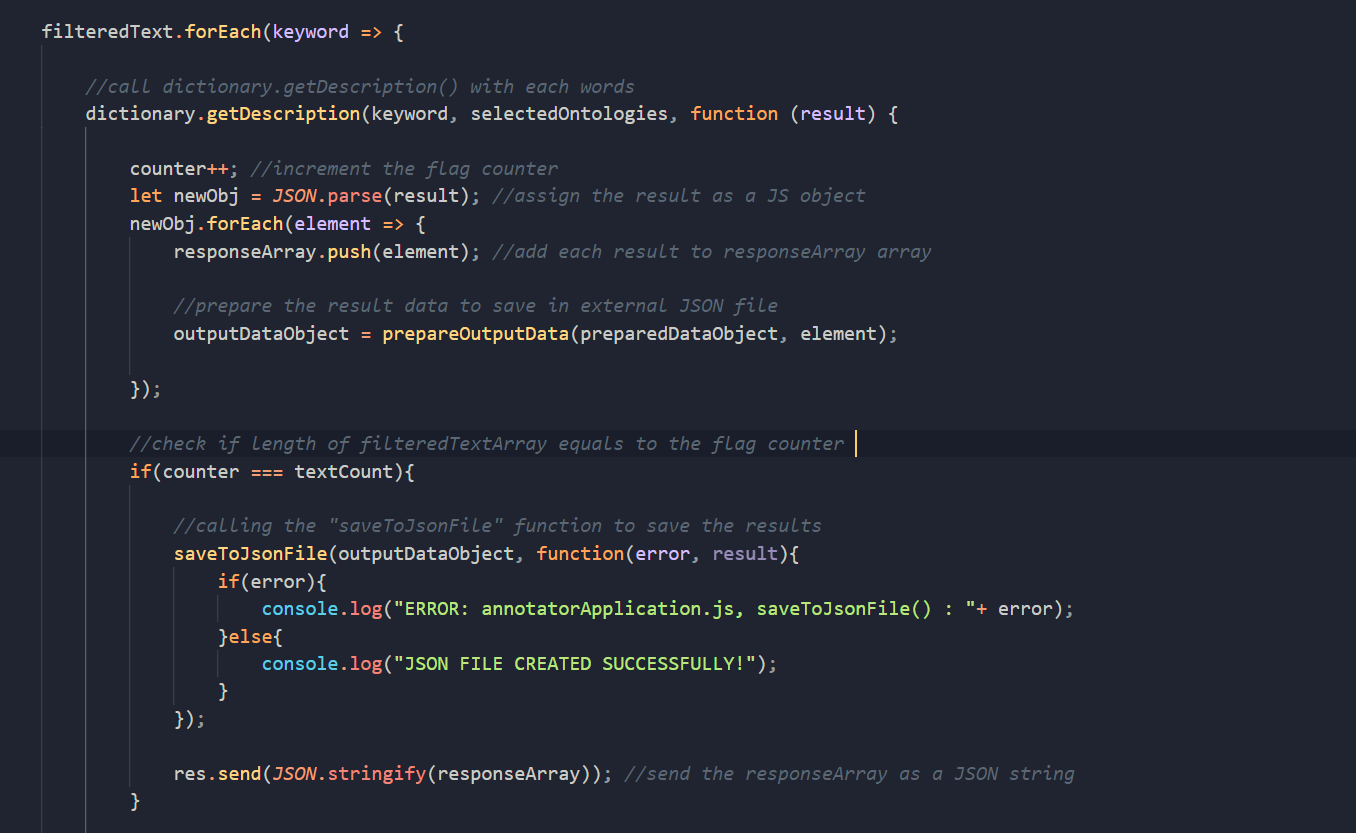 filteredText.forEach(keyword => {
//call dictionary.getDescription() with each words
dictionary.getDescription(keyword, selectedOntologies, function (result) {
counter++; //increment the flag counter
let newObj = JSON.parse(result); //assign the result as a JS object
newObj.forEach(element => {
responseArray.push(element); //add each result to responseArray array
//prepare the result data to save in external JSON file
outputDataObject = prepareOutputData(preparedDataObject, element);
});
//check if length of filteredTextArray equals to the flag counter
if(counter === textCount){
//calling the "saveToJsonFile" function to save the results
saveToJsonFile(outputDataObject, function(error, result){
if(error){
console.log("ERROR: annotatorApplication.js, saveToJsonFile() : "+ error);
}else{
console.log("JSON FILE CREATED SUCCESSFULLY!");
}
});
res.send(JSON.stringify(responseArray)); //send the responseArray as a JSON string
}